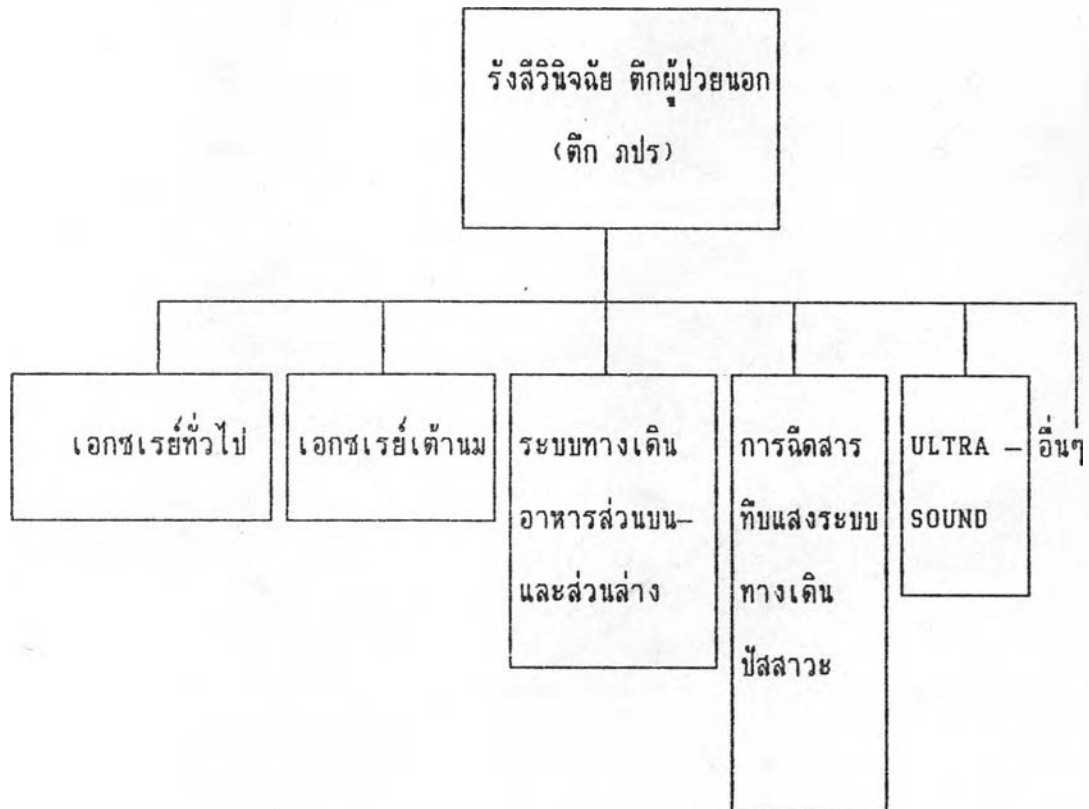 รังสีวินิจฉัย ตึกผู้ป่วยนอก
(ตึก ภปร)
เอกซเรย์ทั่วไป
เอกซเรย์เต้านม
ระบบทางเดิน
อาหารส่วนบน–
และส่วนล่าง
การฉีดสาร
ทึบแสงระบบ
ทางเดิน
ปัสสาวะ
ULTRA –
SOUND
อื่นๆ